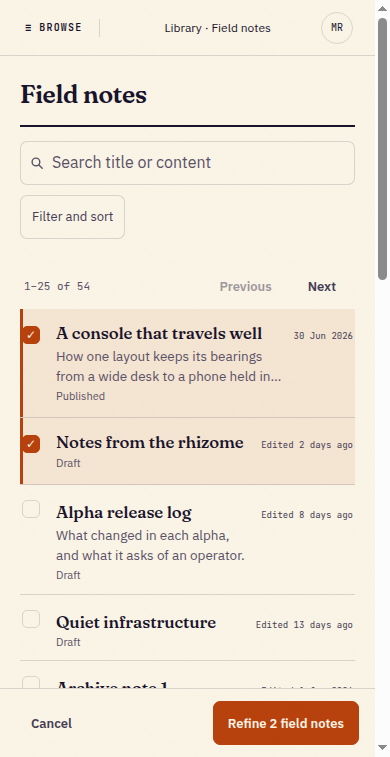 ≡ BROWSE
Library · Field notes
MR
Field notes
Search title or content
Filter and sort
1–25 of 54
Previous
Next
A console that travels well
30 Jun 2026
How one layout keeps its bearings
from a wide desk to a phone held in…
Published
Notes from the rhizome
Edited 2 days ago
Draft
Alpha release log
Edited 8 days ago
What changed in each alpha,
and what it asks of an operator.
Draft
Quiet infrastructure
Edited 13 days ago
Draft
Archive note 1
Cancel
Refine 2 field notes